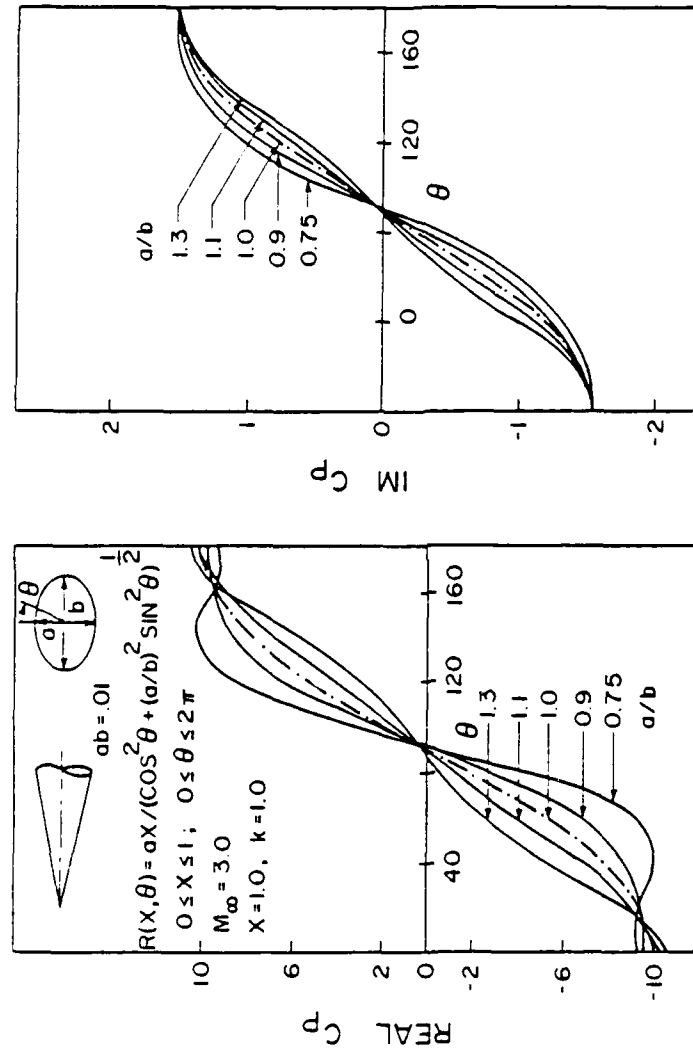 a
b
θ
ab = .01
R(X,θ) = aX/(COS²θ + (a/b)² SIN²θ)^½
0 ≤ X ≤ 1; 0 ≤ θ ≤ 2π
M∞ = 3.0
X = 1.0, k = 1.0
REAL Cp
10
6
2
0
-2
-6
-10
40
120
160
θ
1.3
1.1
1.0
0.9
0.75
a/b
IM Cp
2
1
0
-1
-2
0
120
160
θ
a/b
1.3
1.1
1.0
0.9
0.75